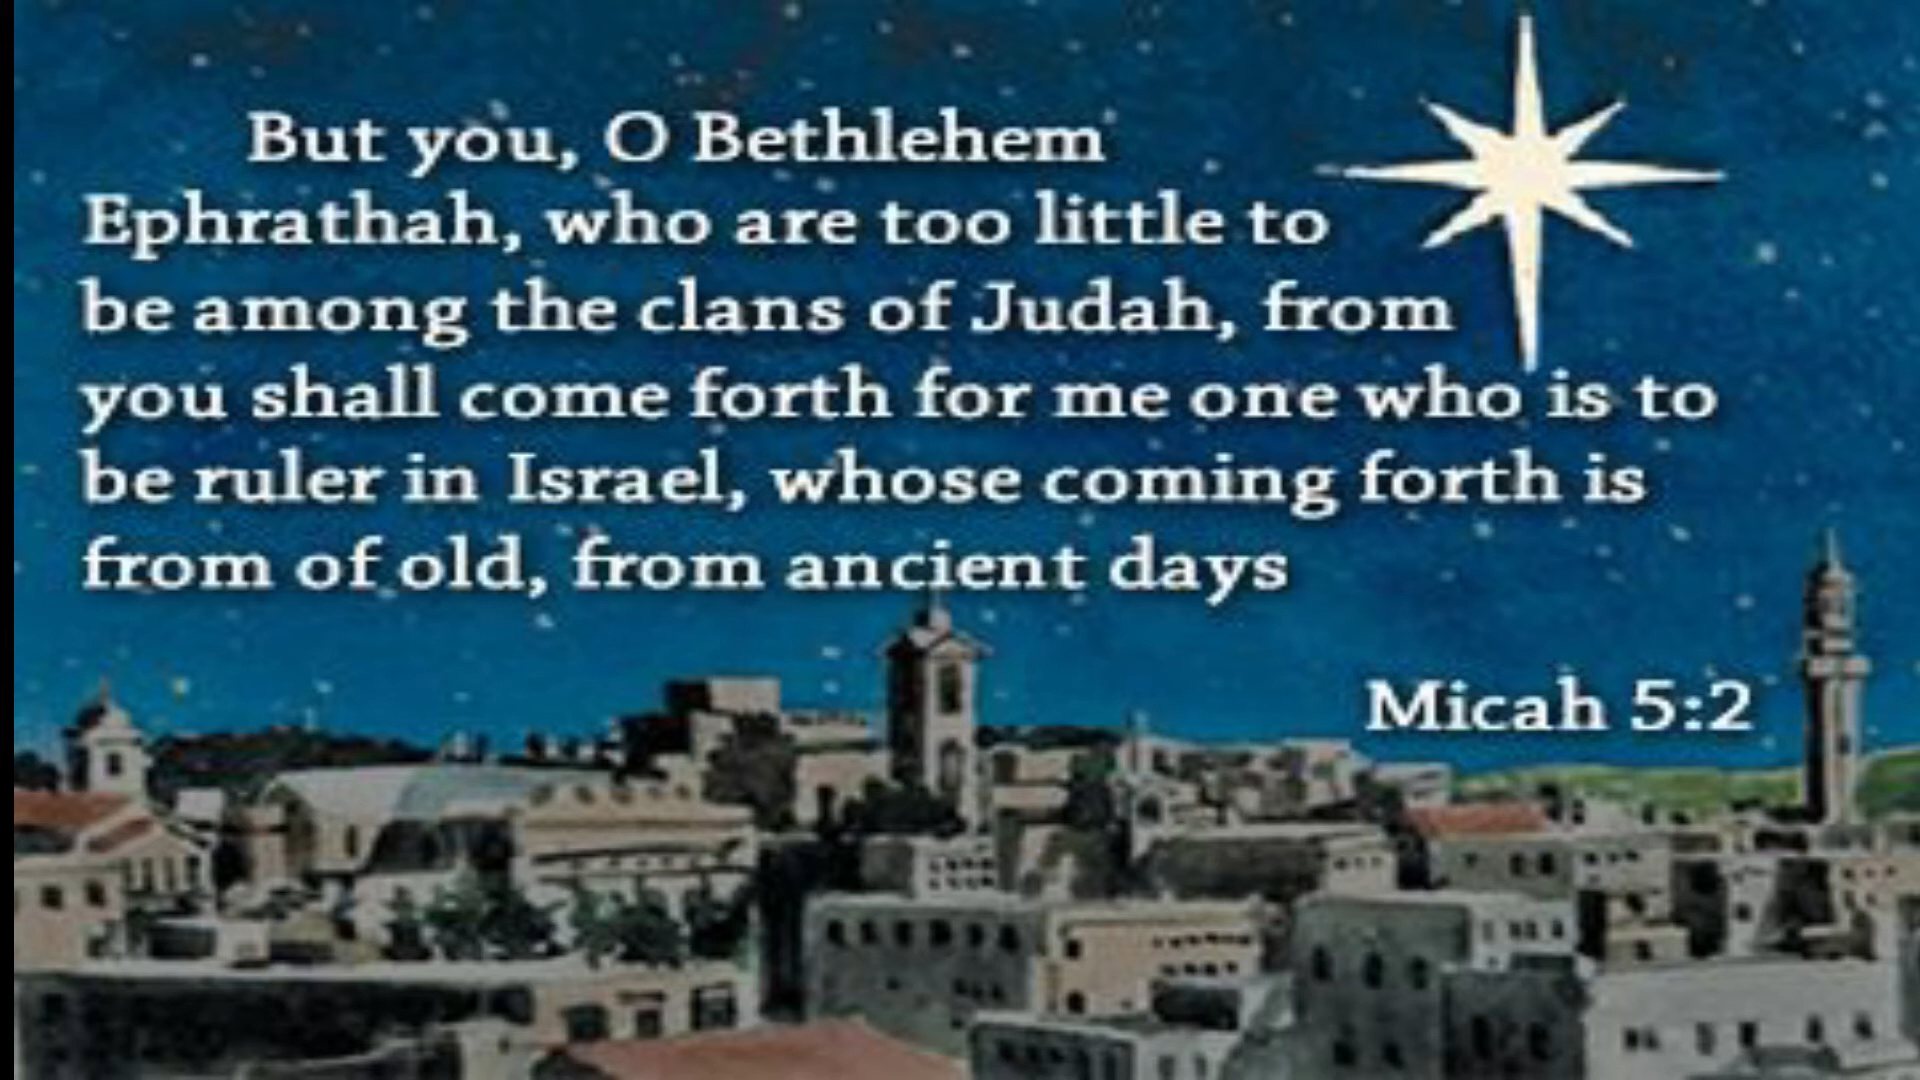 But you, O Bethlehem
Ephrathah, who are too little to
be among the clans of Judah, from
you shall come forth for me one who is to
be ruler in Israel, whose coming forth is
from of old, from ancient days
Micah 5:2